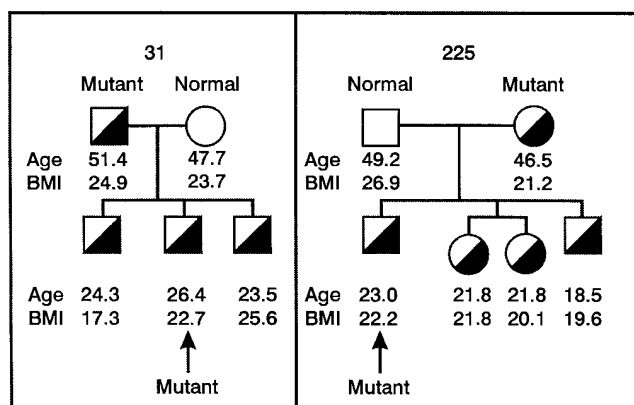 31
Mutant Normal
Age 51.4 47.7
BMI 24.9 23.7
Age 24.3 26.4 23.5
BMI 17.3 22.7 25.6
Mutant
225
Normal Mutant
Age 49.2 46.5
BMI 26.9 21.2
Age 23.0 21.8 21.8 18.5
BMI 22.2 21.8 20.1 19.6
Mutant